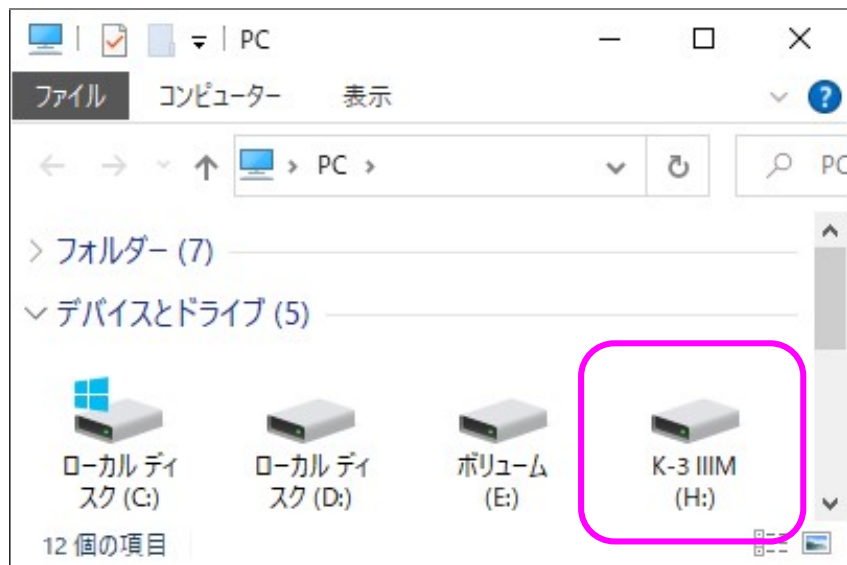 PC
ファイル コンピューター 表示
PC
PC
フォルダー (7)
デバイスとドライブ (5)
ローカル ディ
スク (C:)
ローカル ディ
スク (D:)
ボリューム
(E:)
K-3 IIIM
(H:)
12 個の項目